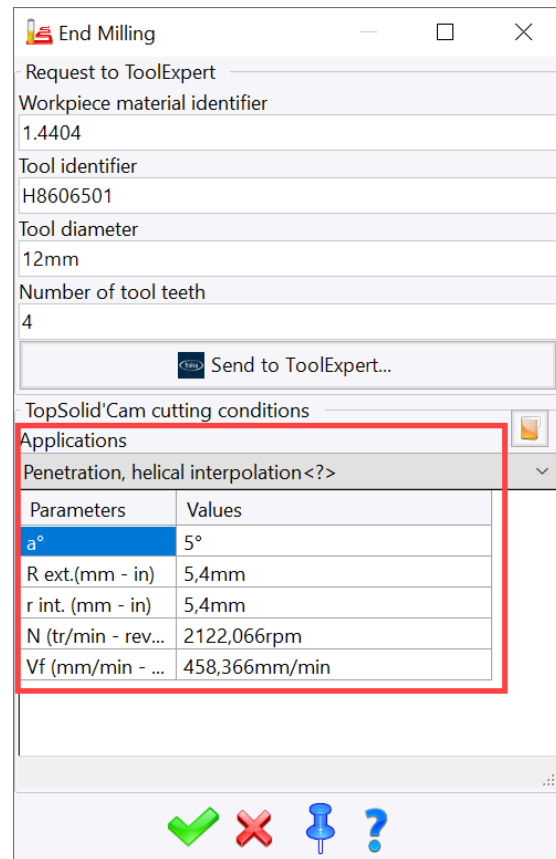 End Milling
Request to ToolExpert
Workpiece material identifier
1.4404
Tool identifier
H8606501
Tool diameter
12mm
Number of tool teeth
4
fraisa Send to ToolExpert...
TopSolid'Cam cutting conditions
Applications
Penetration, helical interpolation<?>
Parameters Values
a° 5°
R ext.(mm - in) 5,4mm
r int. (mm - in) 5,4mm
N (tr/min - rev... 2122,066rpm
Vf (mm/min - ... 458,366mm/min